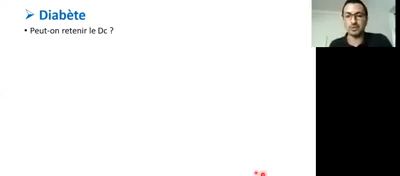 ➤ Diabète
• Peut-on retenir le Dc ?